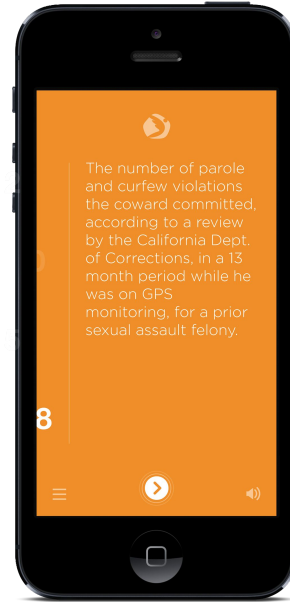 The number of parole
and curfew violations
the coward committed,
according to a review
by the California Dept.
of Corrections, in a 13
month period while he
was on GPS
monitoring, for a prior
sexual assault felony.
8